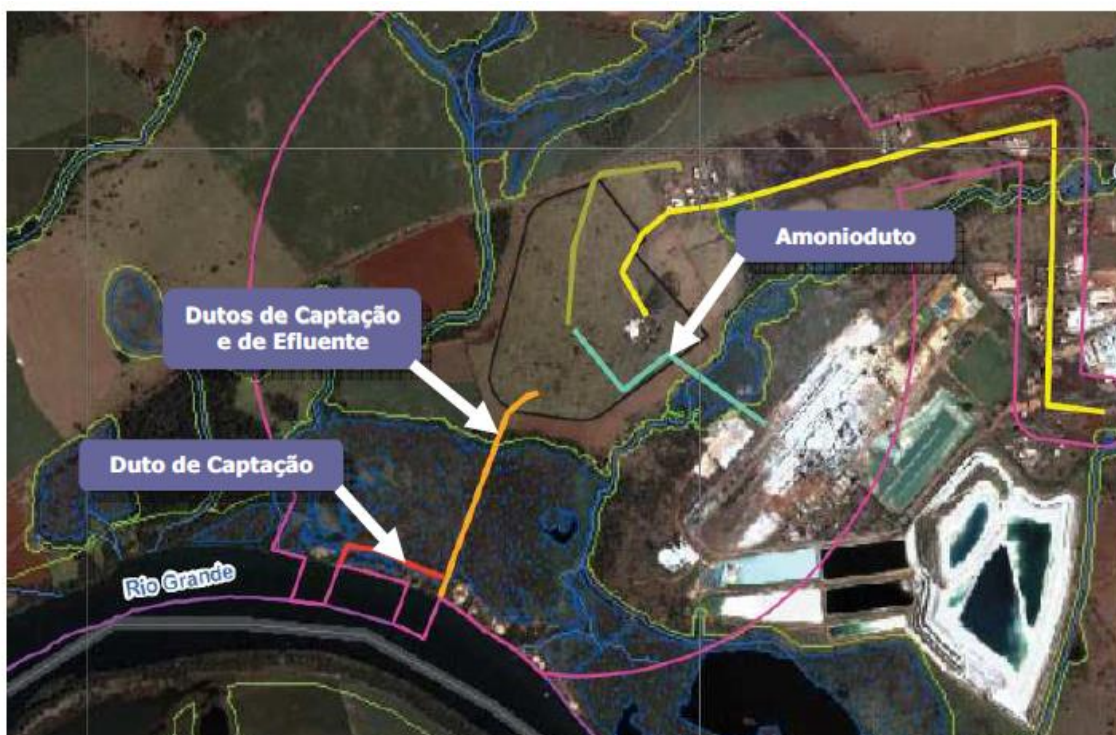 Amonioduto
Dutos de Captação
e de Efluente
Duto de Captação
Rio Grande